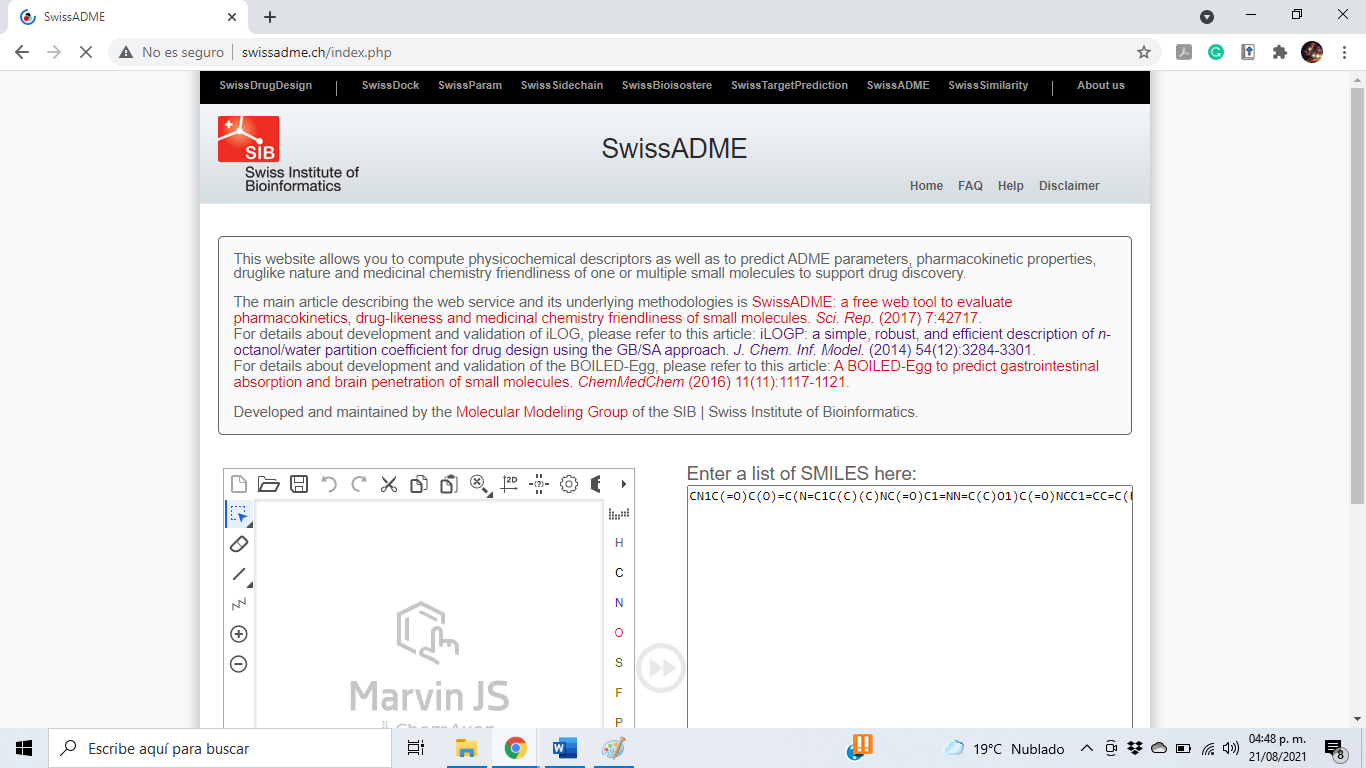 SwissADME
No es seguro | swissadme.ch/index.php
SwissDrugDesign | SwissDock SwissParam SwissSidechain SwissBioisostere SwissTargetPrediction SwissADME SwissSimilarity | About us
SIB
Swiss Institute of
Bioinformatics
SwissADME
Home FAQ Help Disclaimer
This website allows you to compute physicochemical descriptors as well as to predict ADME parameters, pharmacokinetic properties,
druglike nature and medicinal chemistry friendliness of one or multiple small molecules to support drug discovery.
The main article describing the web service and its underlying methodologies is SwissADME: a free web tool to evaluate
pharmacokinetics, drug-likeness and medicinal chemistry friendliness of small molecules. Sci. Rep. (2017) 7:42717.
For details about development and validation of iLOG, please refer to this article: iLOGP: a simple, robust, and efficient description of n-
octanol/water partition coefficient for drug design using the GB/SA approach. J. Chem. Inf. Model. (2014) 54(12):3284-3301.
For details about development and validation of the BOILED-Egg, please refer to this article: A BOILED-Egg to predict gastrointestinal
absorption and brain penetration of small molecules. ChemMedChem (2016) 11(11):1117-1121.
Developed and maintained by the Molecular Modeling Group of the SIB | Swiss Institute of Bioinformatics.
Enter a list of SMILES here:
CN1C(=O)C(O)=C(N=C1C(C)(C)NC(=O)C1=NN=C(C)O1)C(=O)NCC1=CC=C(
2D
(?)
H
C
N
O
S
F
P
Marvin JS
Escribe aquí para buscar
19°C Nublado
04:48 p. m.
21/08/2021
8